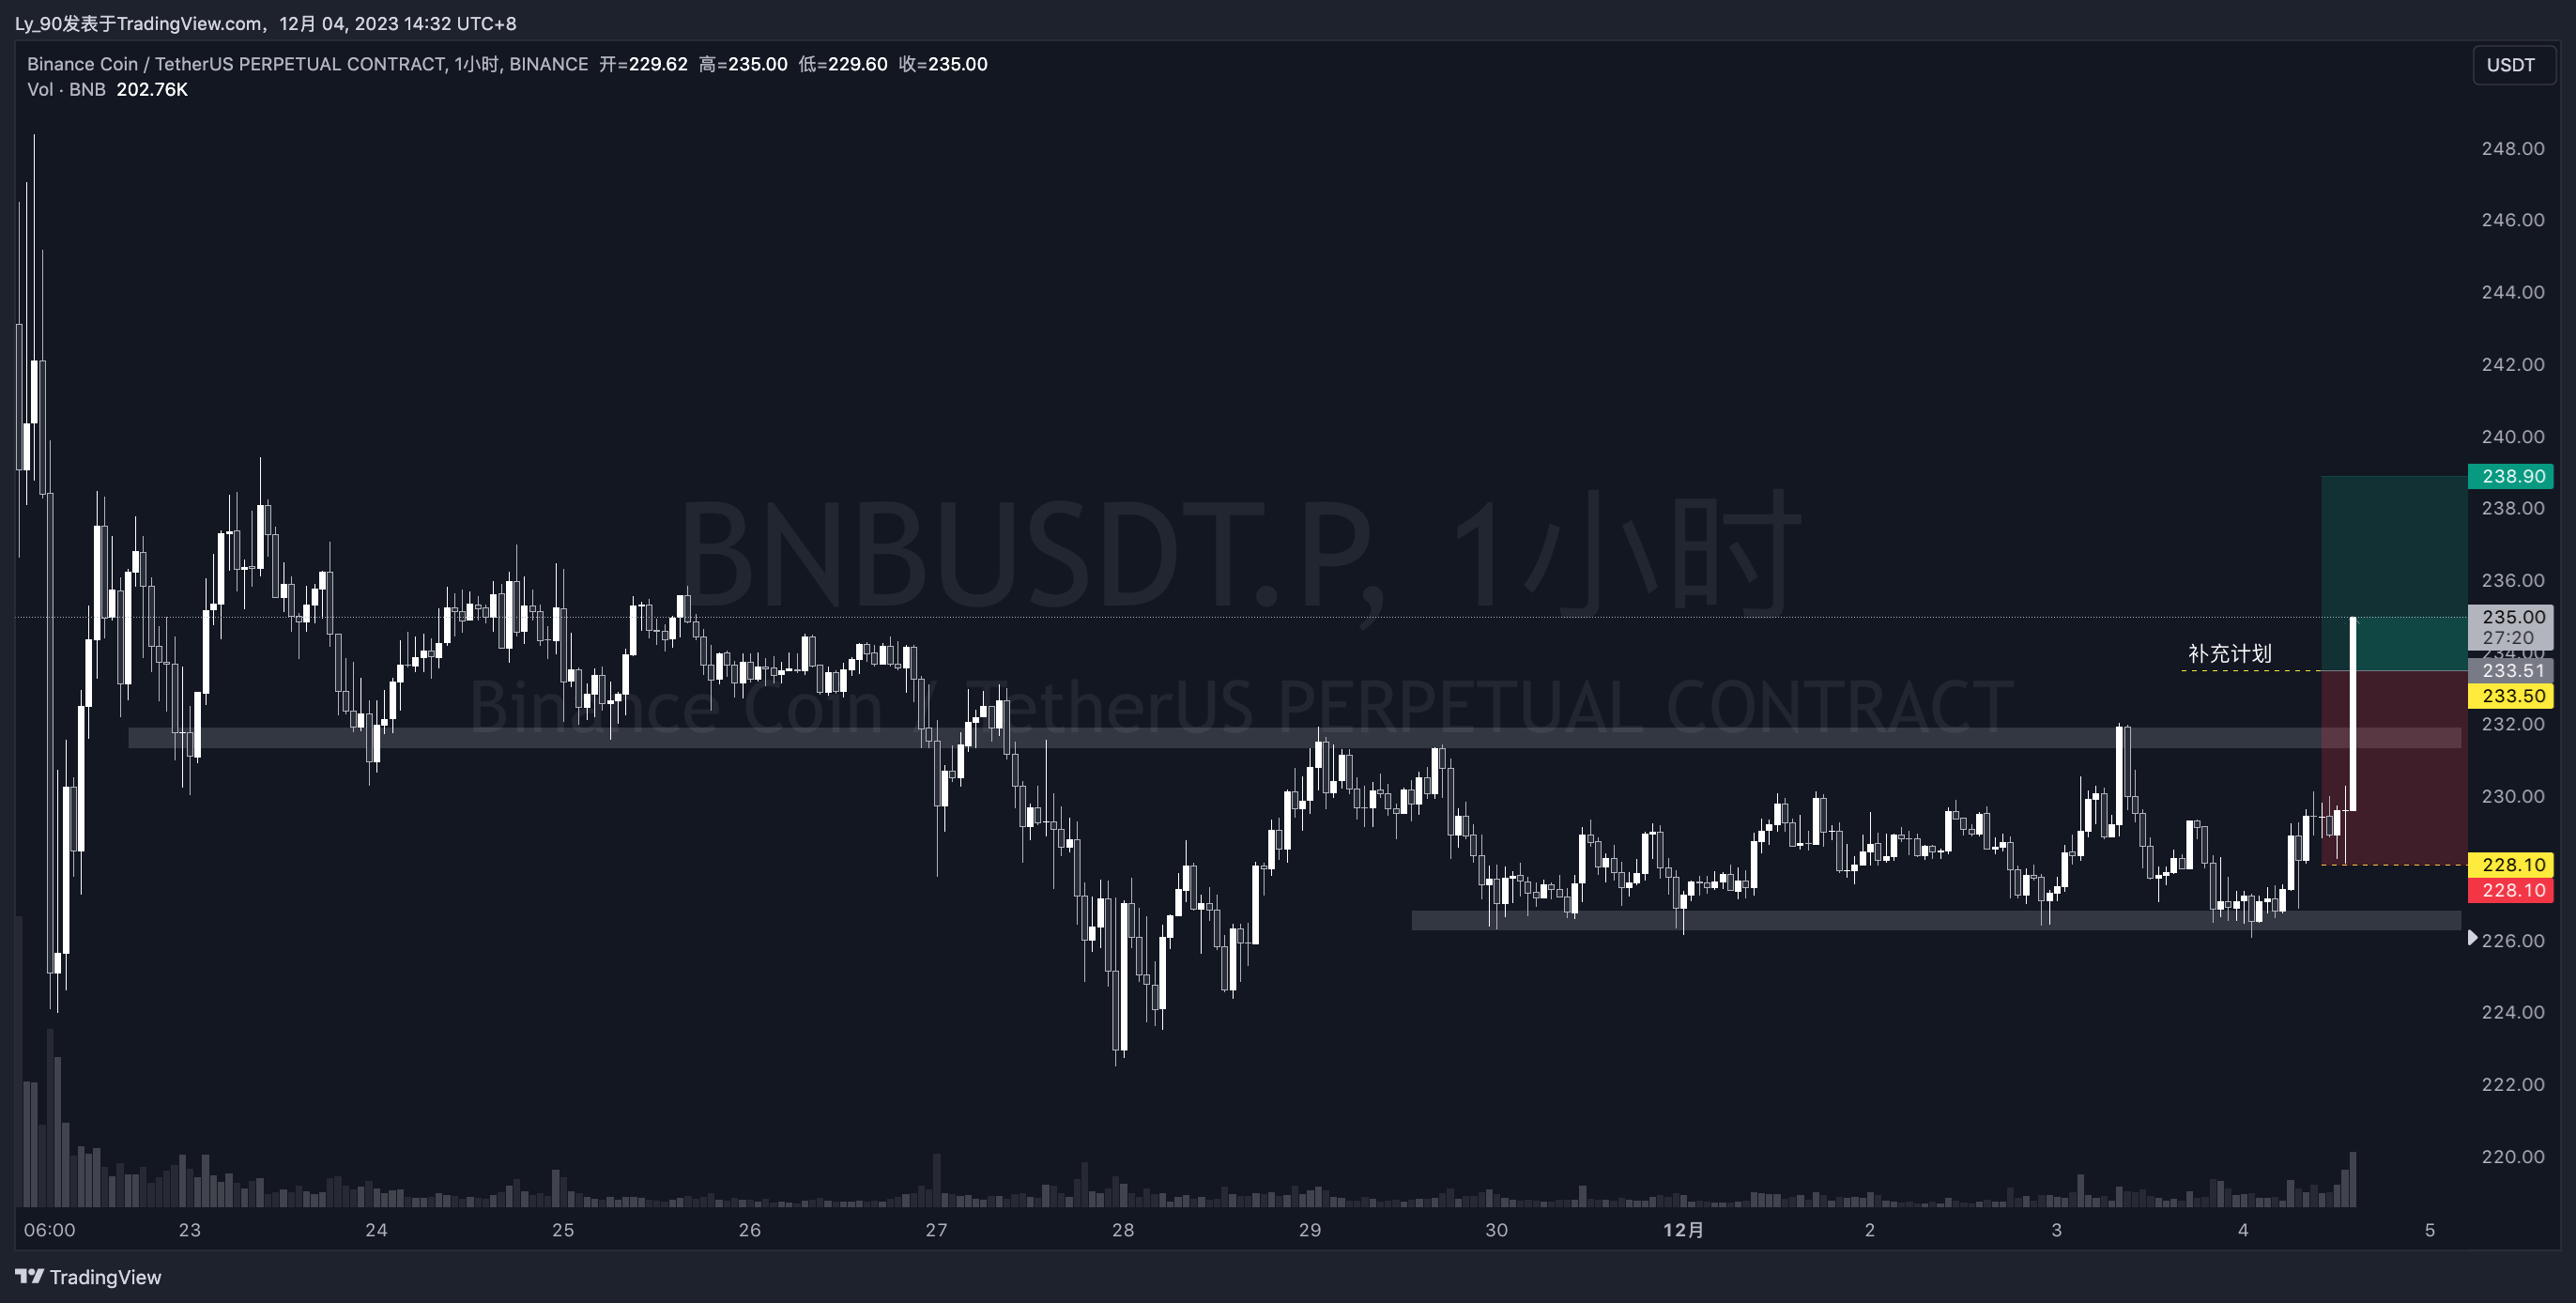 Ly_90发表于TradingView.com，12月 04, 2023 14:32 UTC+8
Binance Coin / TetherUS PERPETUAL CONTRACT, 1小时, BINANCE 开=229.62 高=235.00 低=229.60 收=235.00
USDT
Vol · BNB 202.76K
248.00
246.00
244.00
242.00
240.00
238.90
238.00
BNBUSDT.P, 1小时
236.00
235.00
27:20
234.00
补充计划
233.51
233.50
Binance Coin / TetherUS PERPETUAL CONTRACT
232.00
230.00
228.10
228.10
226.00
224.00
222.00
220.00
06:00 23 24 25 26 27 28 29 30 12月 2 3 4 5
TradingView